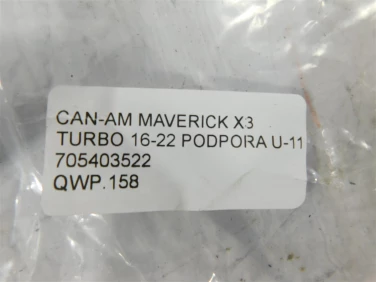 CAN-AM MAVERICK X3
TURBO 16-22 PODPORA U-11
705403522
QWP.158